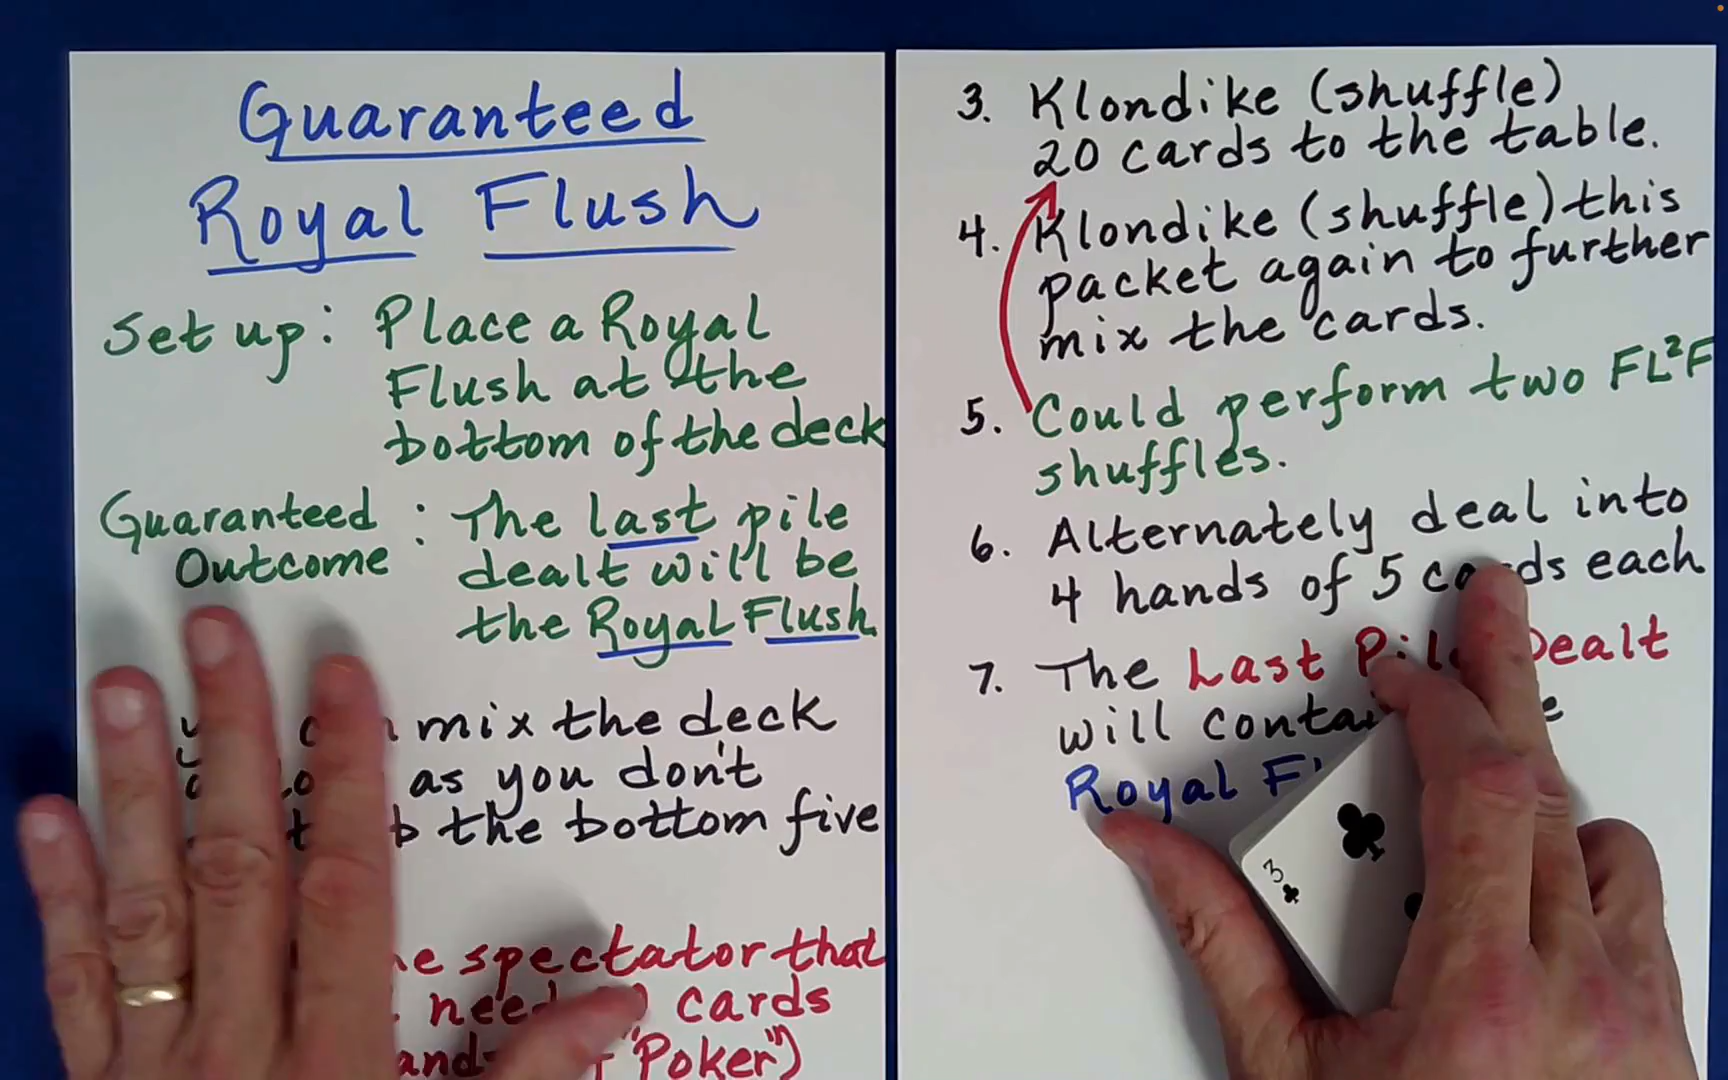 Guaranteed
Royal Flush
Set up: Place a Royal
Flush at the
bottom of the deck
Guaranteed : The last pile
Outcome dealt will be
the Royal Flush.
mix the deck
as you don't
the bottom five
spectator that
need cards
"Poker")
3. Klondike (shuffle)
20 cards to the table.
4. Klondike (shuffle) this
packet again to further
mix the cards.
5. Could perform two FL²F
shuffles.
6. Alternately deal into
4 hands of 5 cards each
7. The Last Pile Dealt
will contain
Royal
3